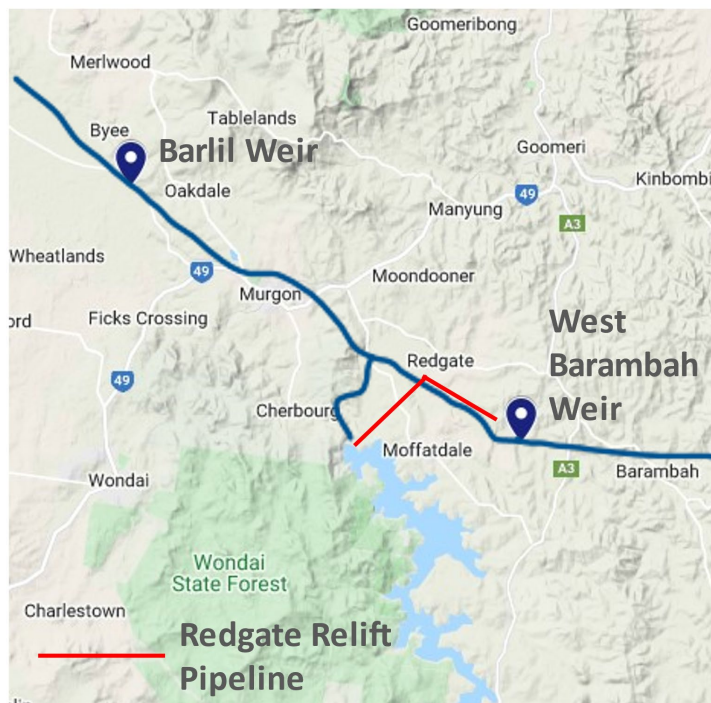 Goomeribong
Merlwood
Tablelands
Byee
Barlil Weir
Goomeri
Oakdale
49
Kinbombi
Manyung
A3
Wheatlands
49
Moondooner
Murgon
ord
Ficks Crossing
West
Barambah
Weir
Redgate
49
Cherbourg
Moffatdale
A3
Barambah
Wondai
Wondai
State Forest
Charlestown
Redgate Relift
Pipeline